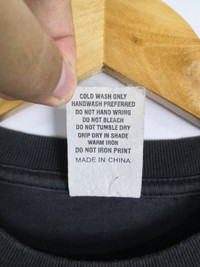 COLD WASH ONLY
HANDWASH PREFERRED
DO NOT HAND WRING
DO NOT BLEACH
DO NOT TUMBLE DRY
DRIP DRY IN SHADE
WARM IRON
DO NOT IRON PRINT
MADE IN CHINA